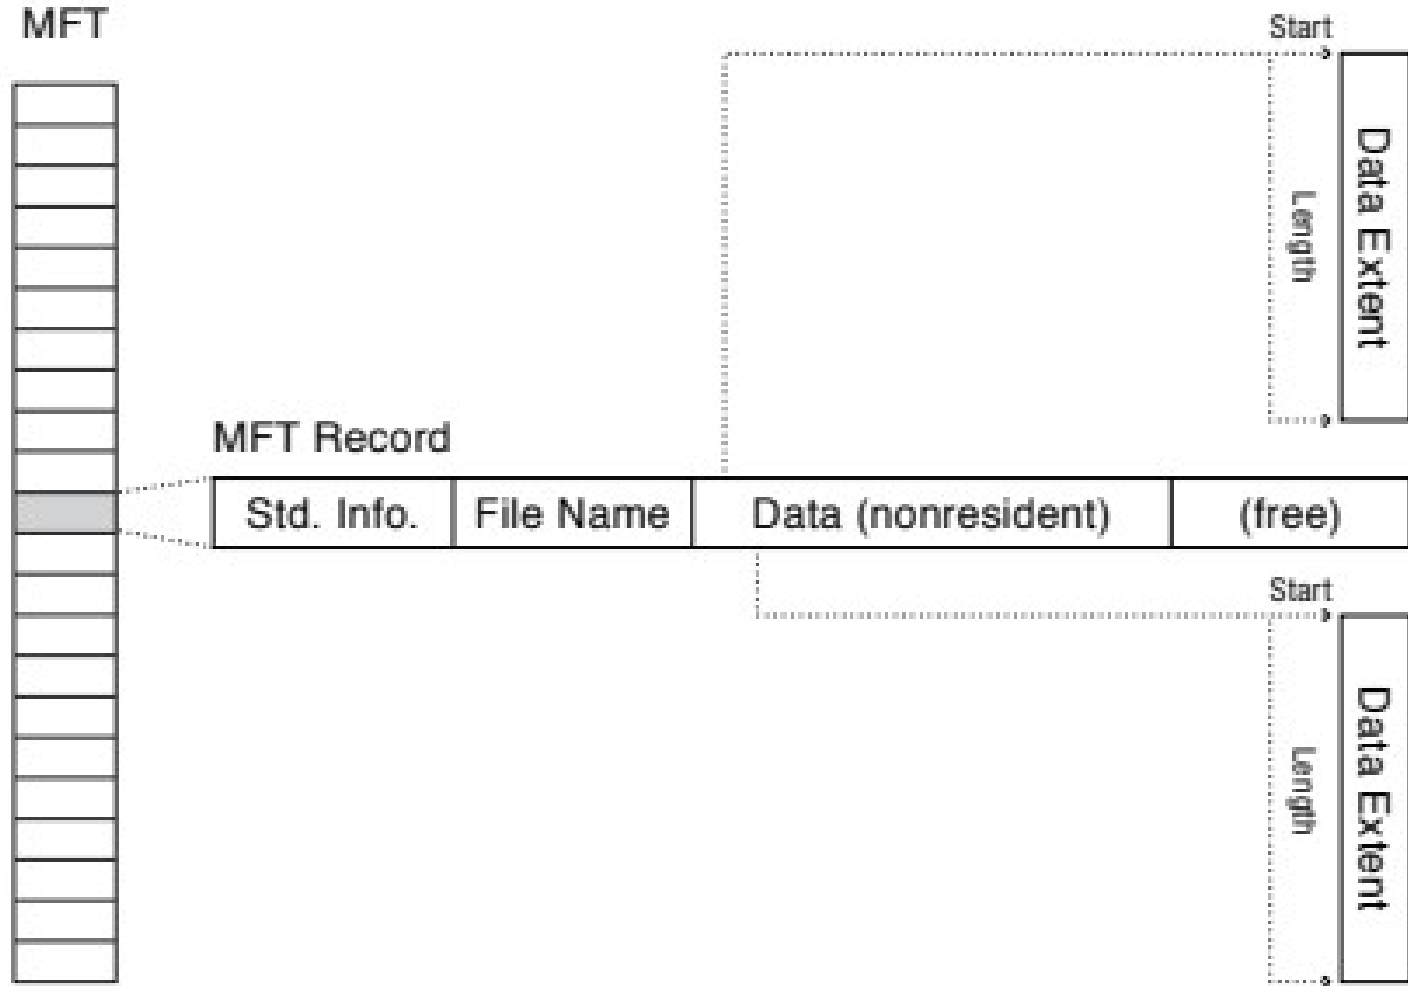 MFT
Start
Data Extent
Length
MFT Record
Std. Info.
File Name
Data (nonresident)
(free)
Start
Data Extent
Length